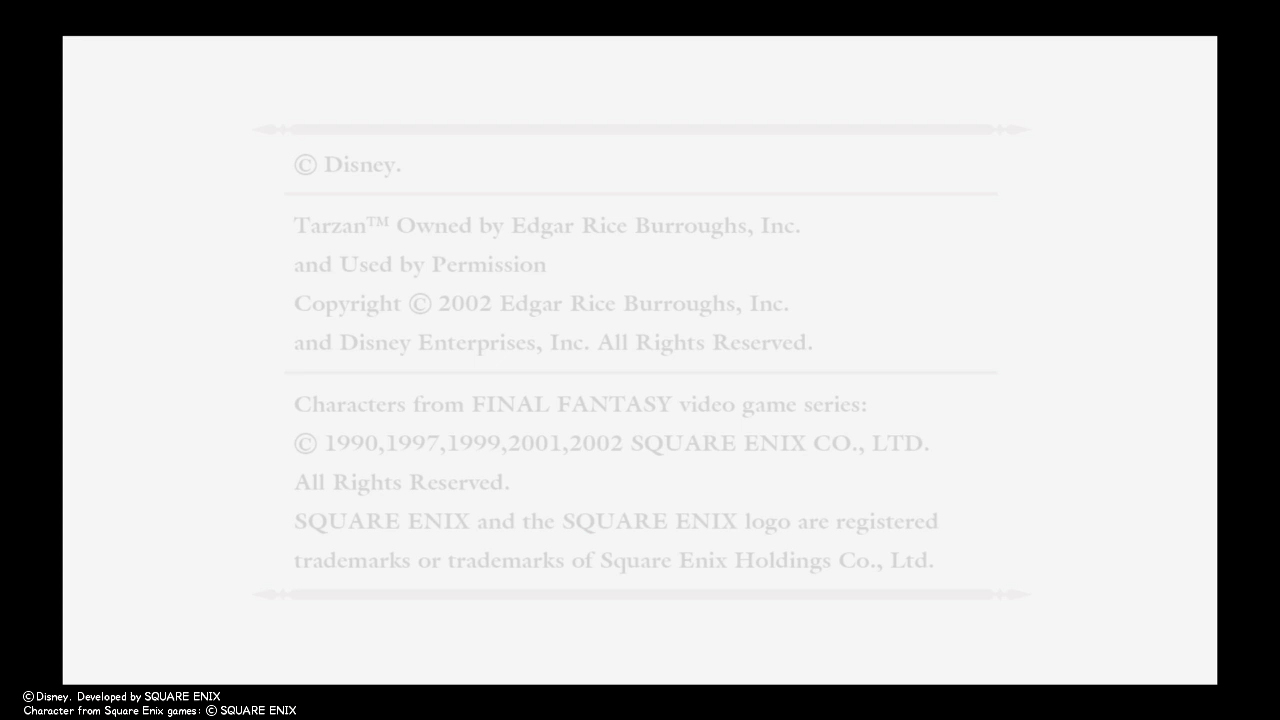 © Disney.
Tarzan™ Owned by Edgar Rice Burroughs, Inc.
and Used by Permission
Copyright © 2002 Edgar Rice Burroughs, Inc.
and Disney Enterprises, Inc. All Rights Reserved.
Characters from FINAL FANTASY video game series:
© 1990,1997,1999,2001,2002 SQUARE ENIX CO., LTD.
All Rights Reserved.
SQUARE ENIX and the SQUARE ENIX logo are registered
trademarks or trademarks of Square Enix Holdings Co., Ltd.
© Disney. Developed by SQUARE ENIX
Character from Square Enix games: © SQUARE ENIX